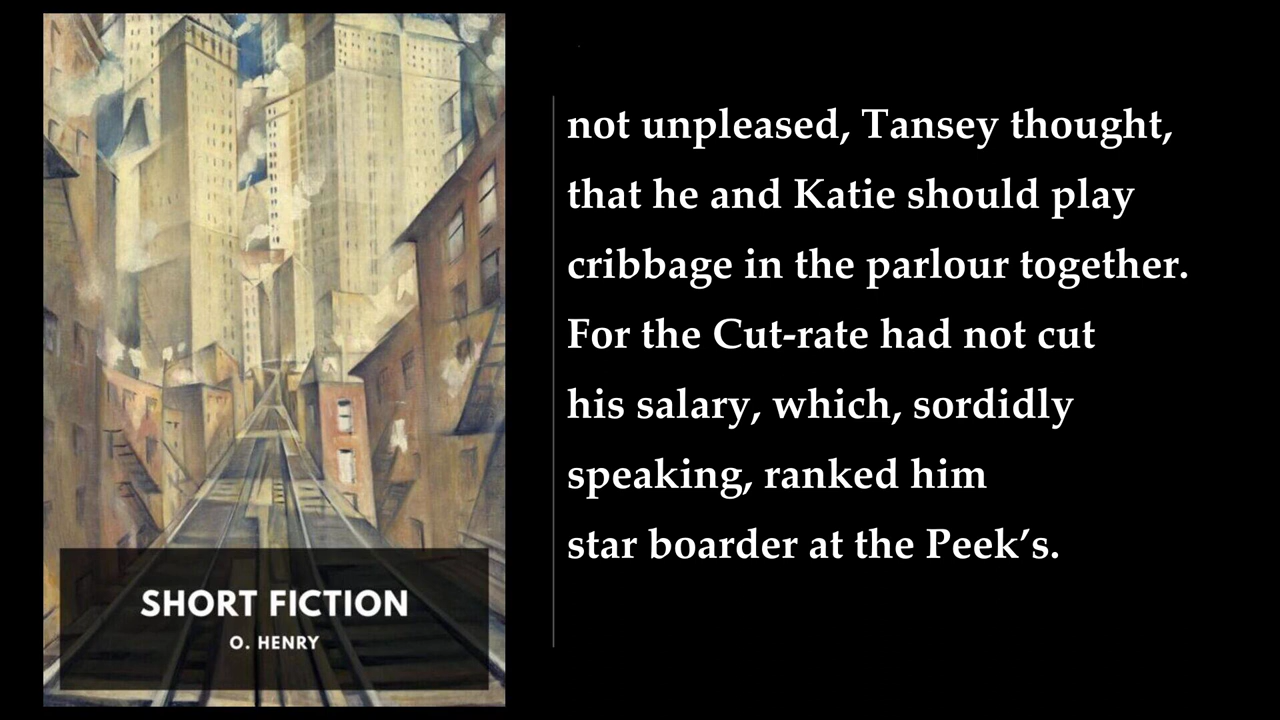 SHORT FICTION
O. HENRY
not unpleased, Tansey thought,
that he and Katie should play
cribbage in the parlour together.
For the Cut-rate had not cut
his salary, which, sordidly
speaking, ranked him
star boarder at the Peek’s.